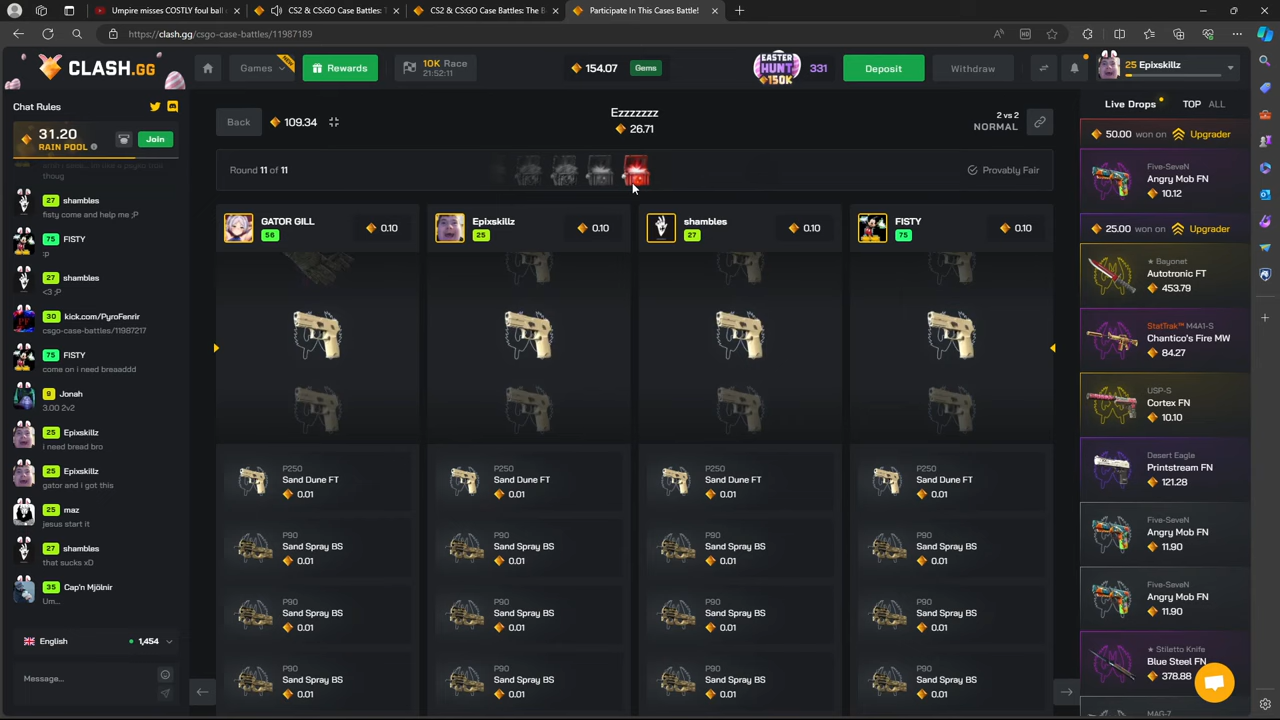 Umpire misses COSTLY foul ball
CS2 & CS:GO Case Battles: T
CS2 & CS:GO Case Battles: The B
Participate In This Cases Battle!
https://clash.gg/csgo-case-battles/11987189
CLASH.GG
Games
NEW
Rewards
10K Race
21:52:11
154.07
Gems
EASTER
HUNT
150K
331
Deposit
Withdraw
25 Epixskillz
Chat Rules
31.20
RAIN POOL
Join
thoug
27 shambles
fisty come and help me ;P
75 FISTY
:p
27 shambles
<3 ;P
30 kick.com/PyroFenrir
csgo-case-battles/11987217
75 FISTY
come on i need breaddd
9 Jonah
3.00 2v2
25 Epixskillz
i need bread bro
25 Epixskillz
gator and i got this
25 maz
jesus start it
27 shambles
that sucks xD
35 Cap'n Mjölnir
Um...
English
1,454
Message...
Back
109.34
Ezzzzzzz
26.71
2 vs 2
NORMAL
Round 11 of 11
Provably Fair
GATOR GILL
56
0.10
Epixskillz
25
0.10
shambles
27
0.10
FISTY
75
0.10
P250
Sand Dune FT
0.01
P250
Sand Dune FT
0.01
P250
Sand Dune FT
0.01
P250
Sand Dune FT
0.01
P90
Sand Spray BS
0.01
P90
Sand Spray BS
0.01
P90
Sand Spray BS
0.01
P90
Sand Spray BS
0.01
P90
Sand Spray BS
0.01
P90
Sand Spray BS
0.01
P90
Sand Spray BS
0.01
P90
Sand Spray BS
0.01
P90
Sand Spray BS
0.01
P90
Sand Spray BS
0.01
P90
Sand Spray BS
0.01
P90
Sand Spray BS
0.01
Live Drops
TOP
ALL
50.00 won on Upgrader
Five-SeveN
Angry Mob FN
10.12
25.00 won on Upgrader
★ Bayonet
Autotronic FT
453.79
StatTrak™ M4A1-S
Chantico's Fire MW
84.27
USP-S
Cortex FN
10.10
Desert Eagle
Printstream FN
121.28
Five-SeveN
Angry Mob FN
11.90
Five-SeveN
Angry Mob FN
11.90
★ Stiletto Knife
Blue Steel FN
378.88
MAG-7